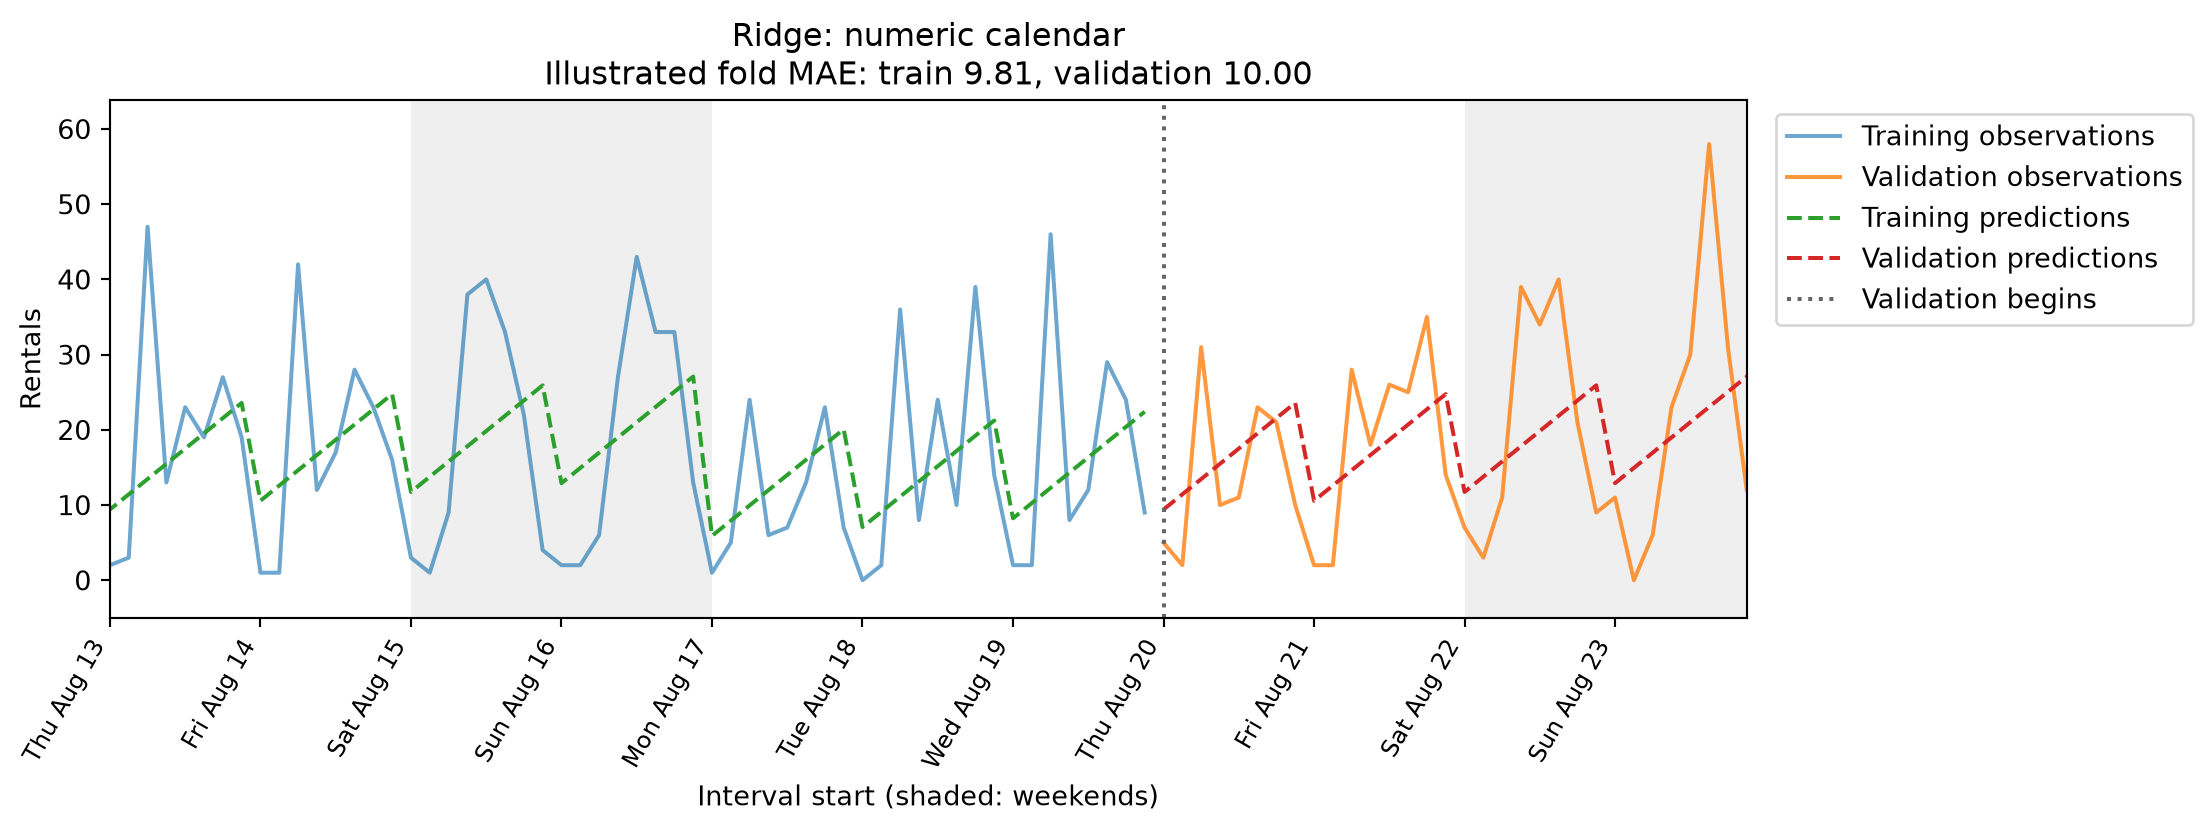 Ridge: numeric calendar
Illustrated fold MAE: train 9.81, validation 10.00
60
50
40
30
20
10
0
Rentals
Thu Aug 13
Fri Aug 14
Sat Aug 15
Sun Aug 16
Mon Aug 17
Tue Aug 18
Wed Aug 19
Thu Aug 20
Fri Aug 21
Sat Aug 22
Sun Aug 23
Interval start (shaded: weekends)
Training observations
Validation observations
Training predictions
Validation predictions
Validation begins